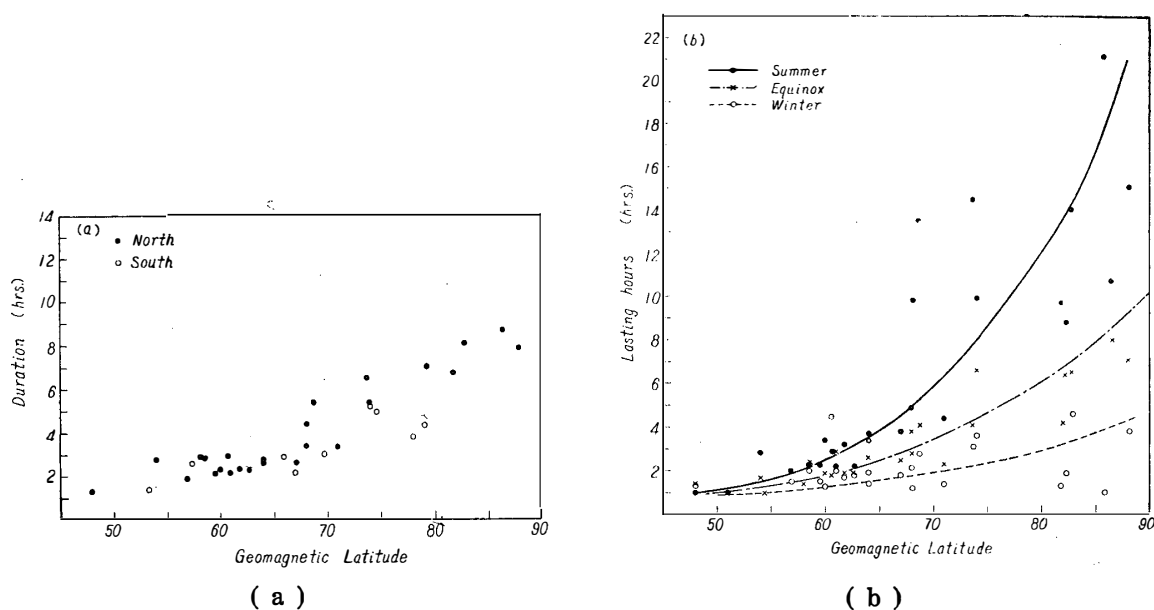 14
12
10
8
6
4
2
(a)
North
South
Duration (hrs.)
50 60 70 80 90
Geomagnetic Latitude
( a )
22
20
18
16
14
12
10
8
6
4
2
(b)
Summer
Equinox
Winter
Lasting hours (hrs.)
50 60 70 80 90
Geomagnetic Latitude
( b )